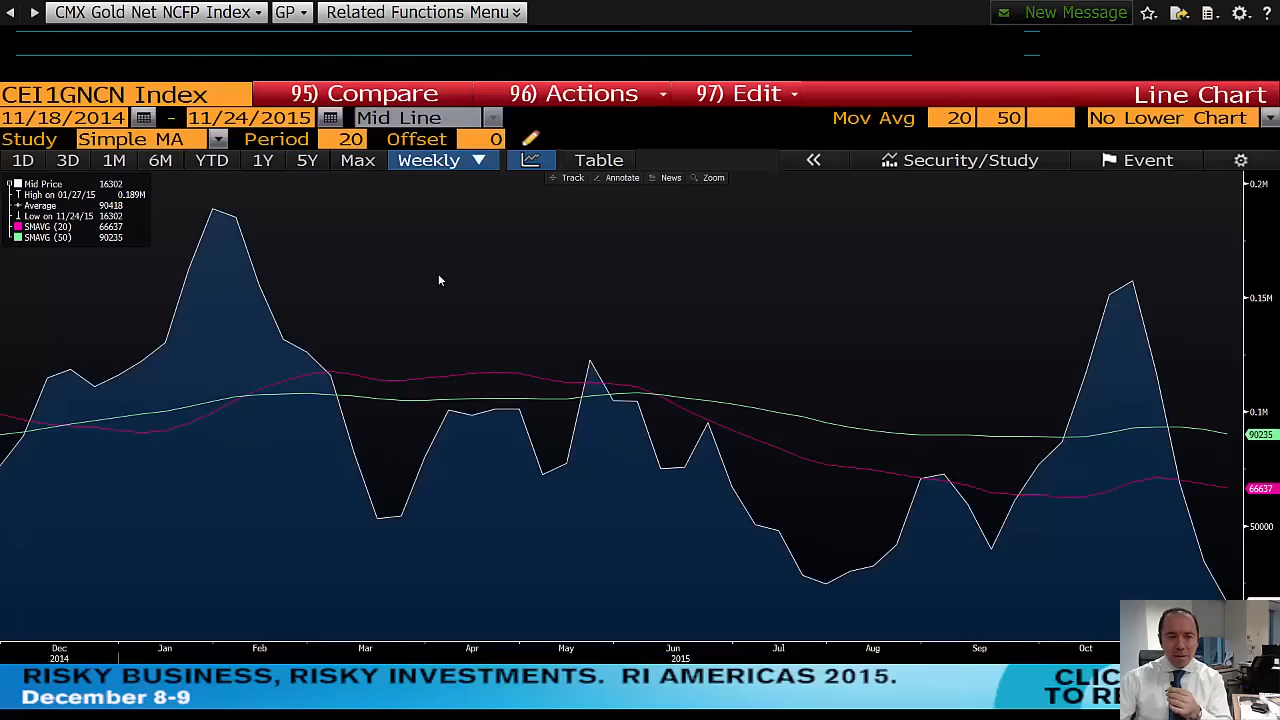 CMX Gold Net NCFP Index GP Related Functions Menu New Message ?
CEI1GNCN Index 95) Compare 96) Actions 97) Edit Line Chart
11/18/2014 - 11/24/2015 Mid Line Mov Avg 20 50 No Lower Chart
Study Simple MA Period 20 Offset 0
1D 3D 1M 6M YTD 1Y 5Y Max Weekly Table Security/Study Event
Track Annotate News Zoom
Mid Price 16302
High on 01/27/15 0.189M
Average 90418
Low on 11/24/15 16302
SMAVG (20) 66637
SMAVG (50) 90235
0.2M
0.15M
0.1M
90235
66637
50000
Dec Jan Feb Mar Apr May Jun Jul Aug Sep Oct
2014 2015
RISKY BUSINESS, RISKY INVESTMENTS. RI AMERICAS 2015.
December 8-9
CLIC
TO RE